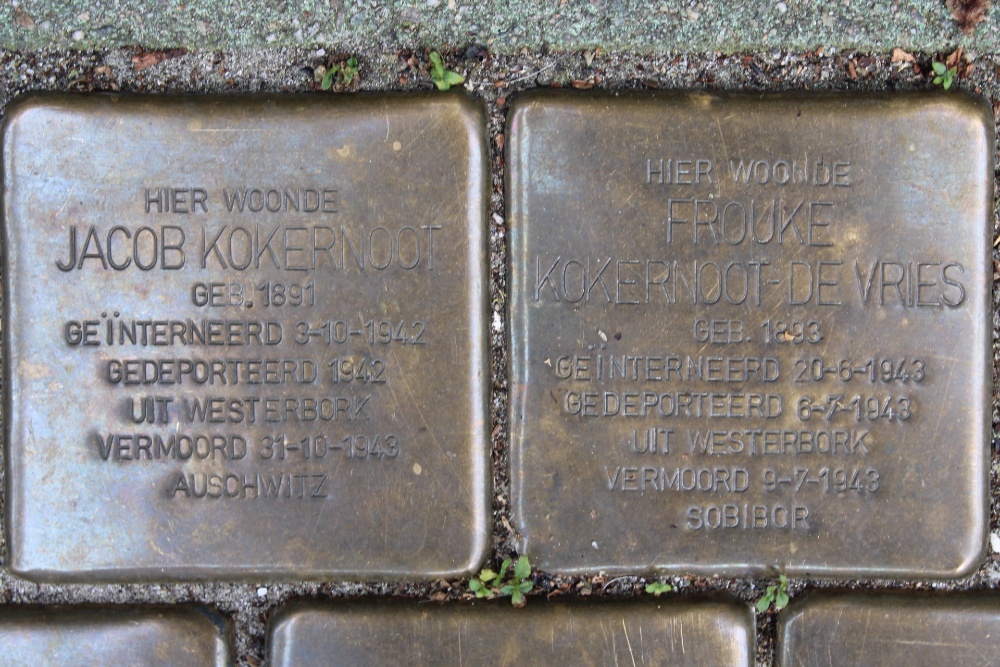 HIER WOONDE
JACOB KOKERNOOT
GEB. 1891
GEÏNTERNEERD 3-10-1942
GEDEPORTEERD 1942
UIT WESTERBORK
VERMOORD 31-10-1943
AUSCHWITZ
HIER WOONDE
FROUKE
KOKERNOOT-DE VRIES
GEB. 1893
GEÏNTERNEERD 20-6-1943
GEDEPORTEERD 6-7-1943
UIT WESTERBORK
VERMOORD 9-7-1943
SOBIBOR